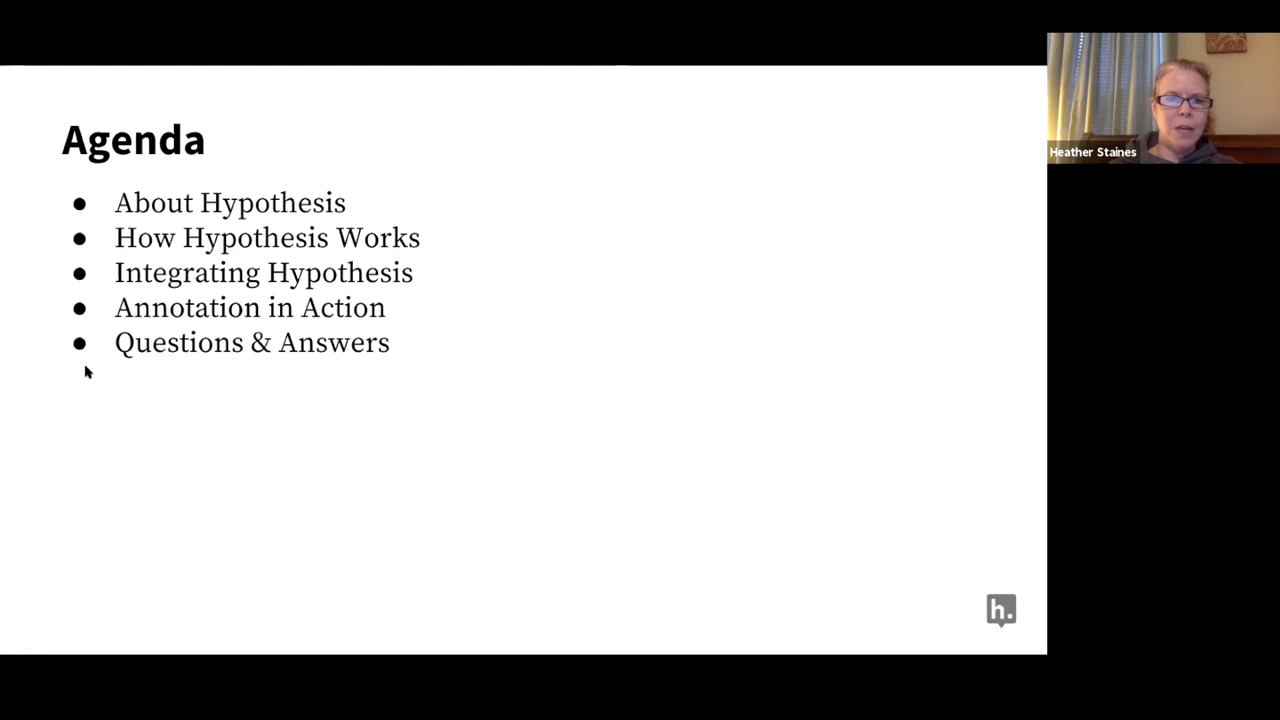 Agenda
● About Hypothesis
● How Hypothesis Works
● Integrating Hypothesis
● Annotation in Action
● Questions & Answers
h.
Heather Staines